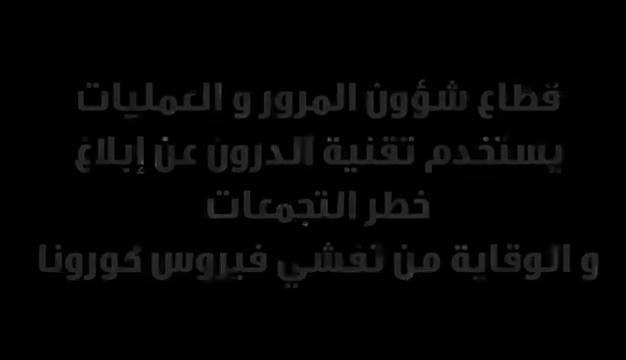 قطاع شؤون المرور و العمليات
يستخدم تقنية الدرون عن إبلاغ
خطر التجمعات
و الوقاية من تفشي فيروس كورونا